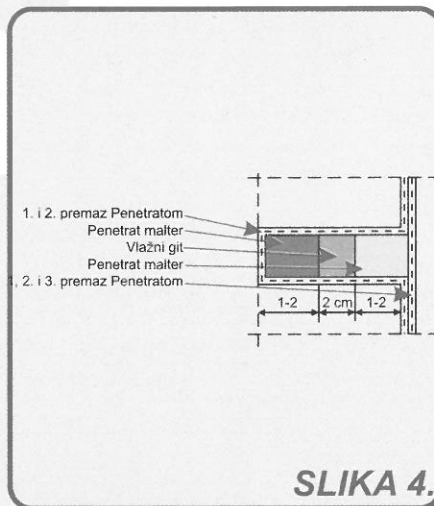 1. i 2. premaz Penetratom
Penetrat malter
Vlažni git
Penetrat malter
1, 2. i 3. premaz Penetratom
1-2
2 cm
1-2
SLIKA 4.